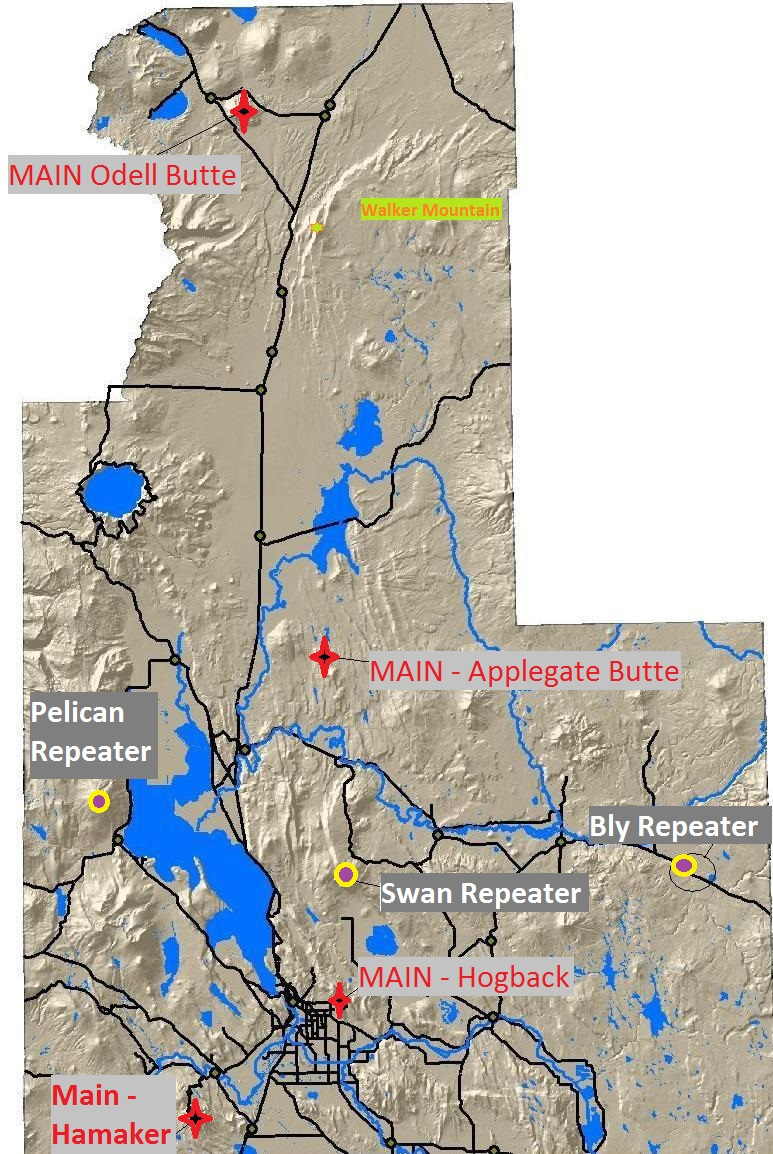 MAIN Odell Butte
Walker Mountain
MAIN - Applegate Butte
Pelican
Repeater
Bly Repeater
Swan Repeater
MAIN - Hogback
Main -
Hamaker